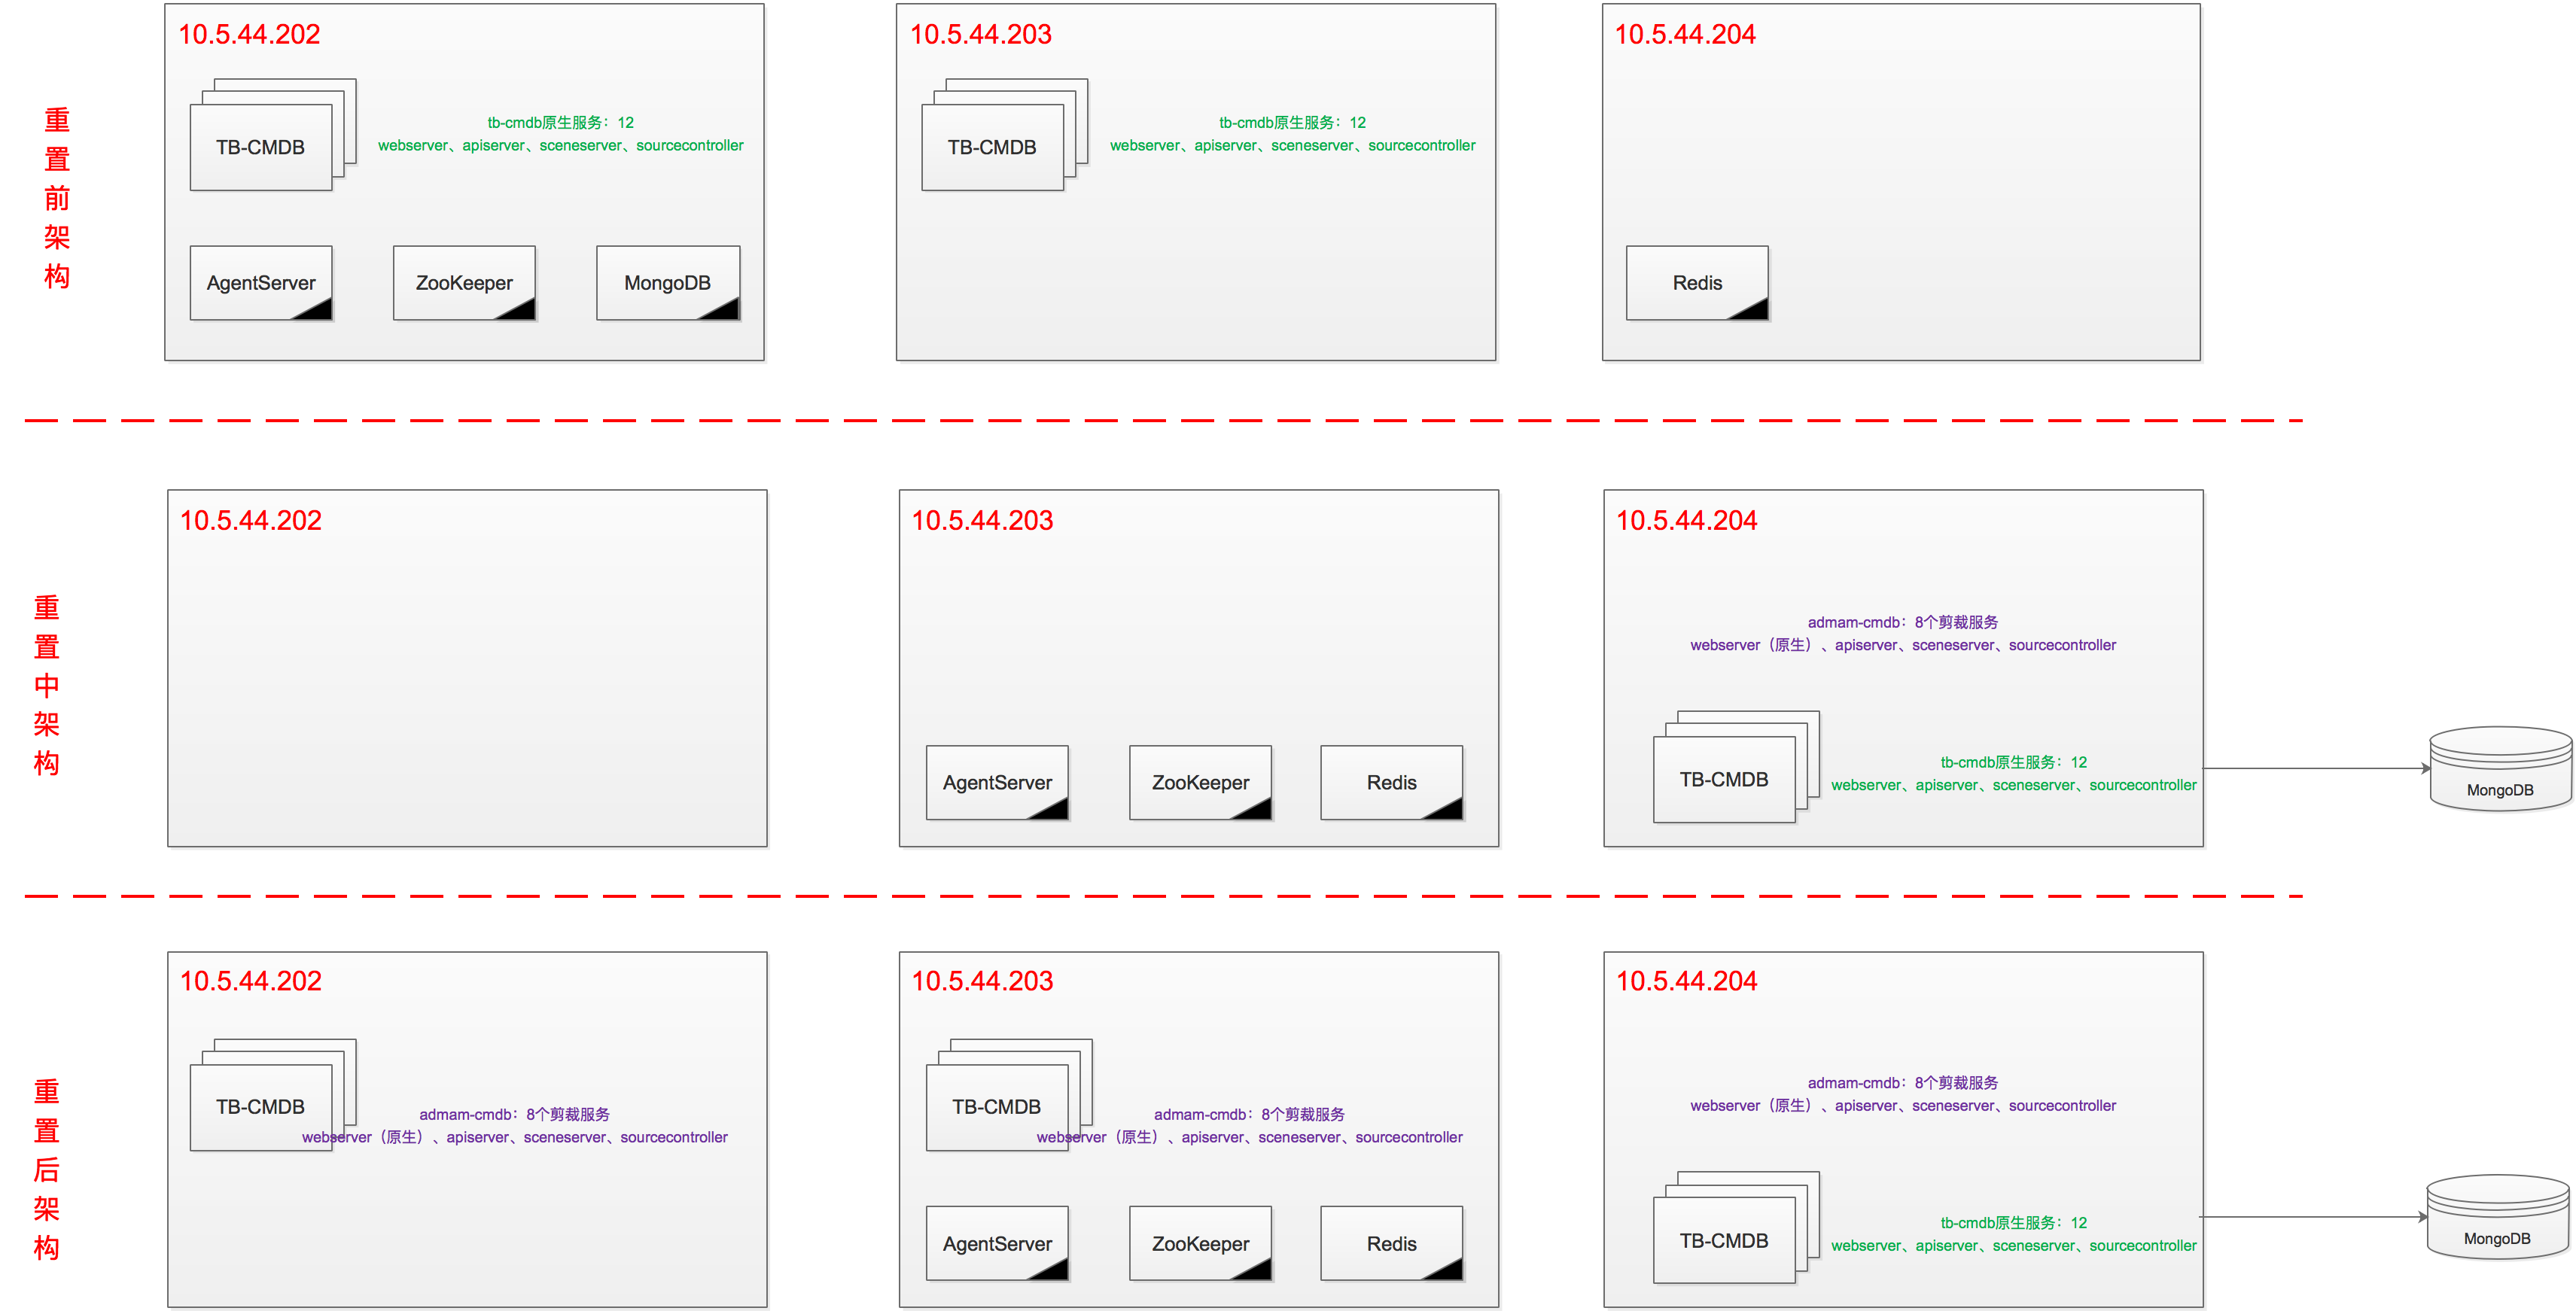 重置前架构
10.5.44.202
TB-CMDB
tb-cmdb原生服务：12
webserver、apiserver、sceneserver、sourcecontroller
AgentServer
ZooKeeper
MongoDB
10.5.44.203
TB-CMDB
tb-cmdb原生服务：12
webserver、apiserver、sceneserver、sourcecontroller
10.5.44.204
Redis
重置中架构
10.5.44.202
10.5.44.203
AgentServer
ZooKeeper
Redis
10.5.44.204
admam-cmdb：8个剪裁服务
webserver（原生）、apiserver、sceneserver、sourcecontroller
TB-CMDB
tb-cmdb原生服务：12
webserver、apiserver、sceneserver、sourcecontroller
MongoDB
重置后架构
10.5.44.202
TB-CMDB
admam-cmdb：8个剪裁服务
webserver（原生）、apiserver、sceneserver、sourcecontroller
10.5.44.203
TB-CMDB
admam-cmdb：8个剪裁服务
webserver（原生）、apiserver、sceneserver、sourcecontroller
AgentServer
ZooKeeper
Redis
10.5.44.204
admam-cmdb：8个剪裁服务
webserver（原生）、apiserver、sceneserver、sourcecontroller
TB-CMDB
tb-cmdb原生服务：12
webserver、apiserver、sceneserver、sourcecontroller
MongoDB